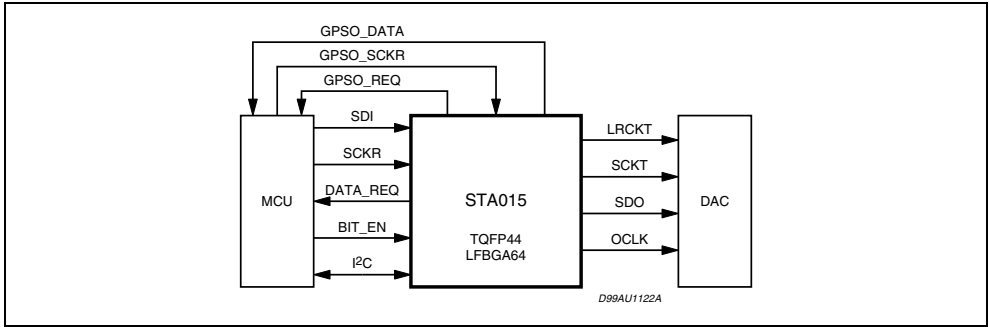 GPSO_DATA
GPSO_SCKR
GPSO_REQ
SDI
SCKR
DATA_REQ
BIT_EN
I²C
MCU
STA015
TQFP44
LFBGA64
LRCKT
SCKT
SDO
OCLK
DAC
D99AU1122A